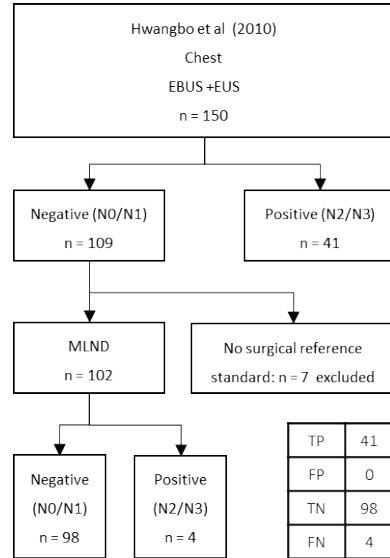 Hwangbo et al (2010)
Chest
EBUS +EUS
n = 150
Negative (N0/N1)
n = 109
Positive (N2/N3)
n = 41
MLND
n = 102
No surgical reference
standard: n = 7 excluded
Negative
(N0/N1)
n = 98
Positive
(N2/N3)
n = 4
TP 41
FP 0
TN 98
FN 4